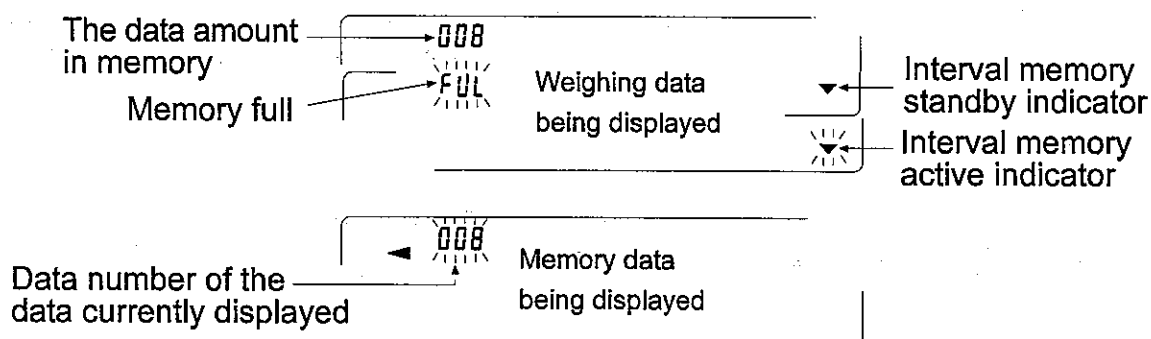 The data amount
in memory
008
FUL
Memory full
Weighing data
being displayed
Interval memory
standby indicator
Interval memory
active indicator
008
Data number of the
data currently displayed
Memory data
being displayed